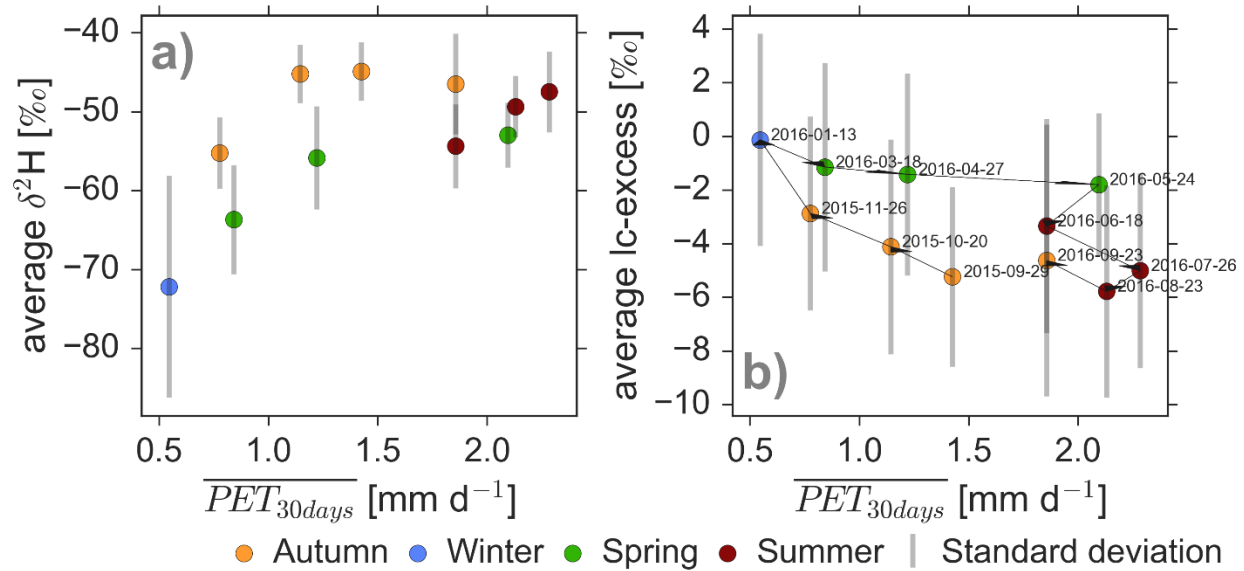 a)
average δ²H [‰]
−40
−50
−60
−70
−80
0.5 1.0 1.5 2.0
PET30days [mm d−1]
b)
average lc-excess [‰]
4
2
0
−2
−4
−6
−8
−10
2016-01-13
2016-03-18
2016-04-27
2016-05-24
2015-11-26
2016-06-18
2015-10-20
2016-09-23
2016-07-26
2015-09-29
2016-08-23
0.5 1.0 1.5 2.0
PET30days [mm d−1]
Autumn Winter Spring Summer Standard deviation